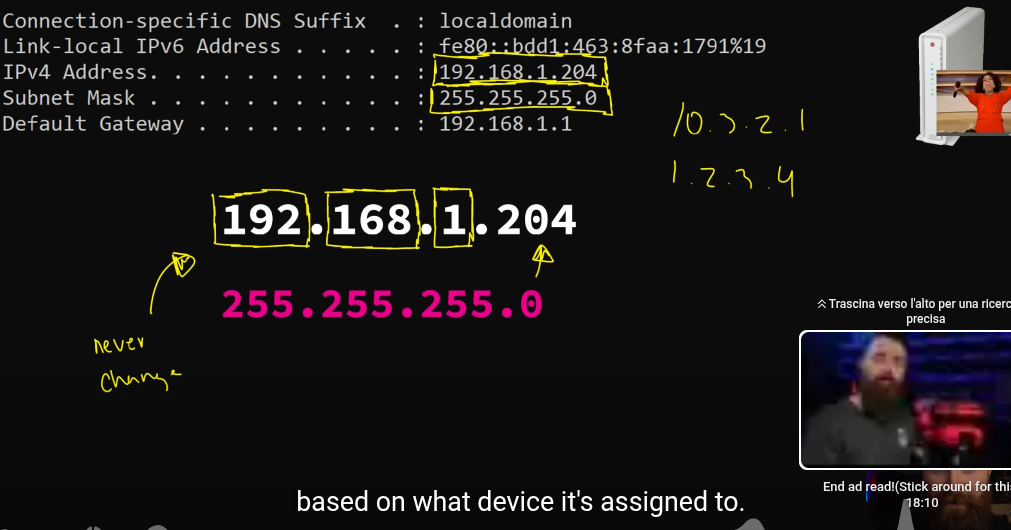 Connection-specific DNS Suffix . : localdomain
Link-local IPv6 Address . . . . . : fe80::bdd1:463:8faa:1791%19
IPv4 Address. . . . . . . . . . . : 192.168.1.204
Subnet Mask . . . . . . . . . . . : 255.255.255.0
Default Gateway . . . . . . . . . : 192.168.1.1
10.3.2.1
1.2.3.4
192.168.1.204
255.255.255.0
never
change
Trascina verso l'alto per una ricerc
precisa
End ad read!(Stick around for this
18:10
based on what device it's assigned to.